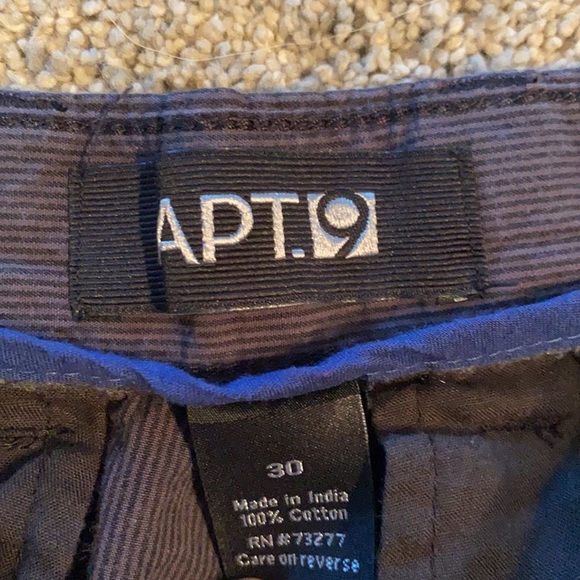 APT.9
30
Made in India
100% Cotton
RN #73277
Care on reverse